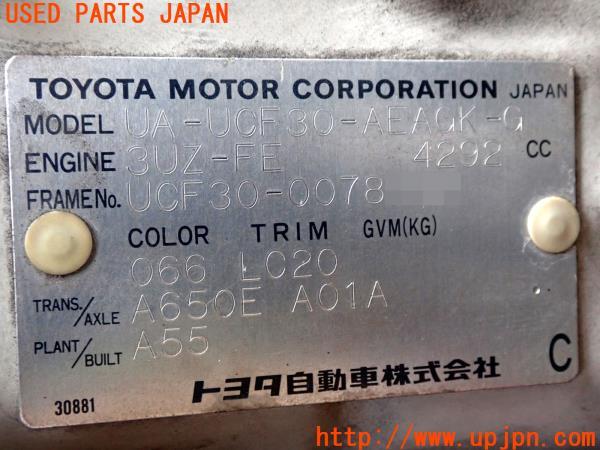 USED PARTS JAPAN
TOYOTA MOTOR CORPORATION JAPAN
MODEL UA-UCF30-AEAGK-G
ENGINE 3UZ-FE 4292 CC
FRAME No. UCF30-0078
COLOR TRIM GVM(KG)
066 LC20
TRANS./AXLE A650E A01A
PLANT/BUILT A55
C
トヨタ自動車株式会社
30881
http://www.upjpn.com/